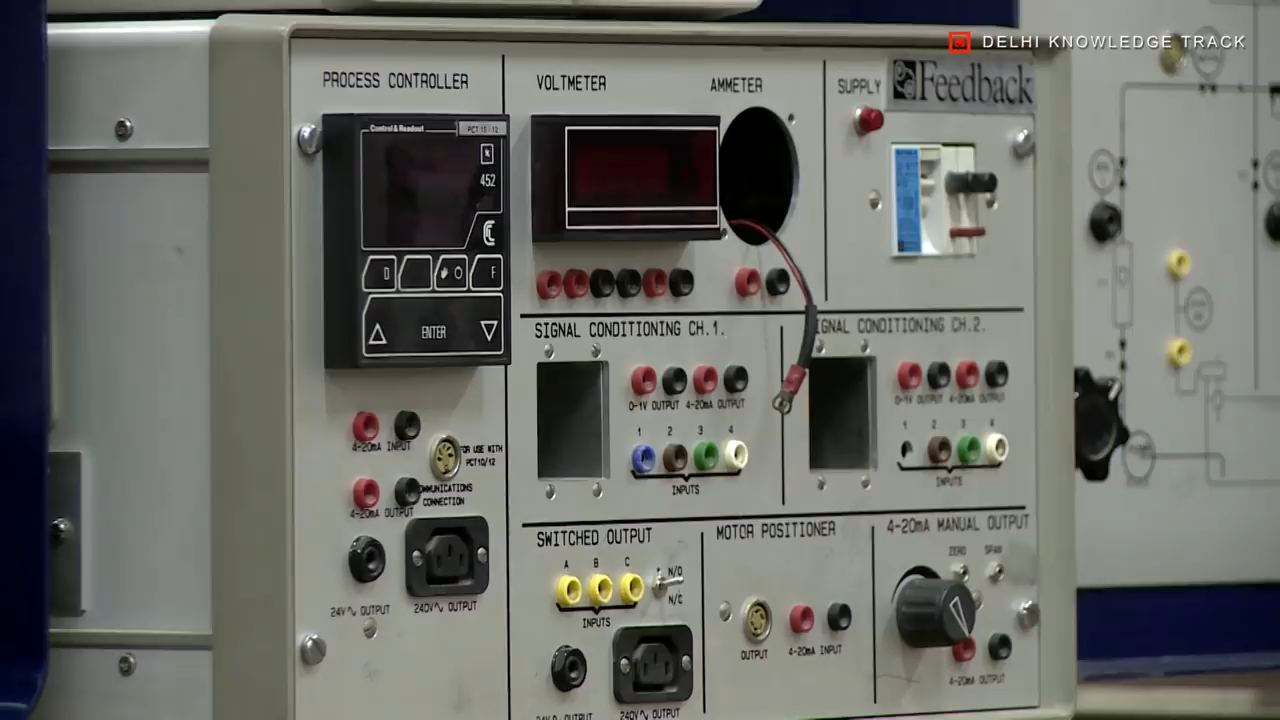 DELHI KNOWLEDGE TRACK
PROCESS CONTROLLER
VOLTMETER
AMMETER
SUPPLY
Feedback
Control & Readout
PCT 10/12
%
452
D
F
ENTER
SIGNAL CONDITIONING CH.1.
SIGNAL CONDITIONING CH.2.
0-1V OUTPUT 4-20mA OUTPUT
0-1V OUTPUT 4-20mA OUTPUT
1 2 3 4
1 2 3 4
INPUTS
INPUTS
4-20mA INPUT
FOR USE WITH
PCT10/12
COMMUNICATIONS
CONNECTION
4-20mA OUTPUT
24V∿ OUTPUT
240V∿ OUTPUT
SWITCHED OUTPUT
A B C
N/O
N/C
INPUTS
240V∿ OUTPUT
MOTOR POSITIONER
OUTPUT
4-20mA INPUT
4-20mA MANUAL OUTPUT
ZERO SPAN
4-20mA OUTPUT